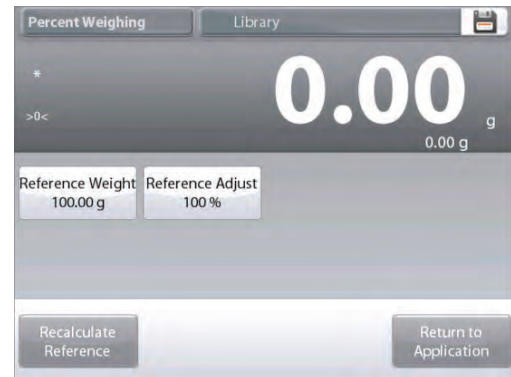 Percent Weighing
Library
*
0.00 g
>0<
0.00 g
Reference Weight
100.00 g
Reference Adjust
100 %
Recalculate
Reference
Return to
Application